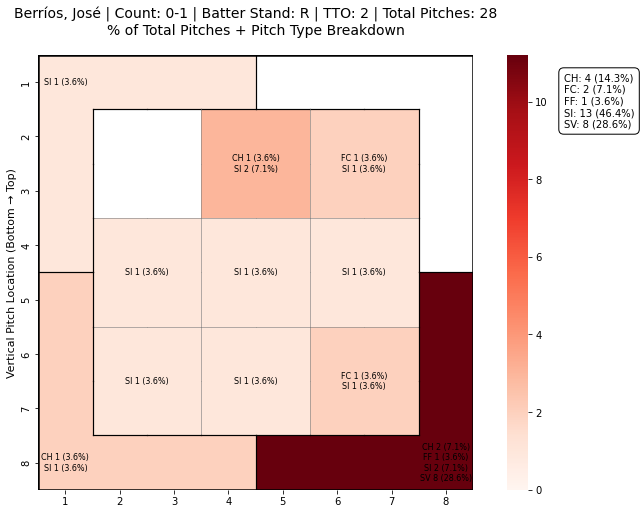 Berríos, José | Count: 0-1 | Batter Stand: R | TTO: 2 | Total Pitches: 28
% of Total Pitches + Pitch Type Breakdown
CH: 4 (14.3%)
FC: 2 (7.1%)
FF: 1 (3.6%)
SI: 13 (46.4%)
SV: 8 (28.6%)
Vertical Pitch Location (Bottom → Top)
1
2
3
4
5
6
7
8
SI 1 (3.6%)
CH 1 (3.6%)
SI 2 (7.1%)
FC 1 (3.6%)
SI 1 (3.6%)
SI 1 (3.6%)
SI 1 (3.6%)
SI 1 (3.6%)
SI 1 (3.6%)
SI 1 (3.6%)
FC 1 (3.6%)
SI 1 (3.6%)
CH 1 (3.6%)
SI 1 (3.6%)
CH 2 (7.1%)
FF 1 (3.6%)
SI 2 (7.1%)
SV 8 (28.6%)
1 2 3 4 5 6 7 8
10
8
6
4
2
0